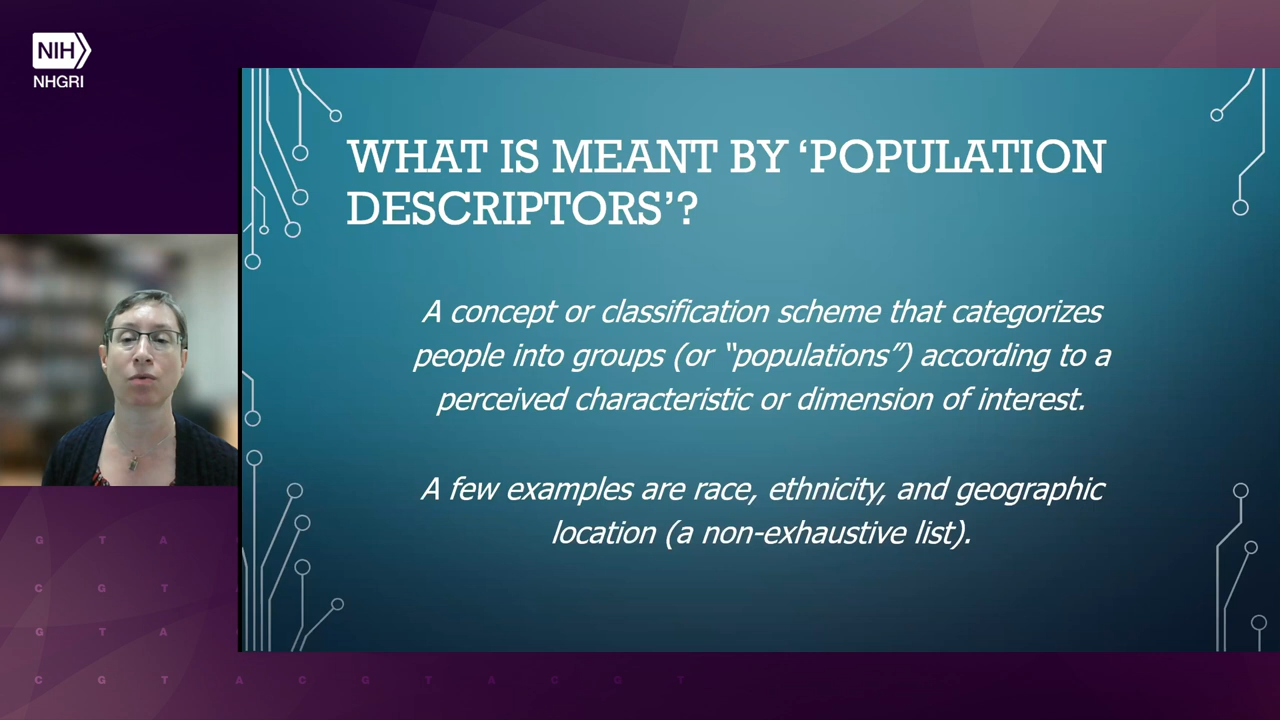 NIH
NHGRI
WHAT IS MEANT BY ‘POPULATION
DESCRIPTORS’?
A concept or classification scheme that categorizes
people into groups (or “populations”) according to a
perceived characteristic or dimension of interest.
A few examples are race, ethnicity, and geographic
location (a non-exhaustive list).
G T A
C G T
G T A
C G T A C G T A C G T